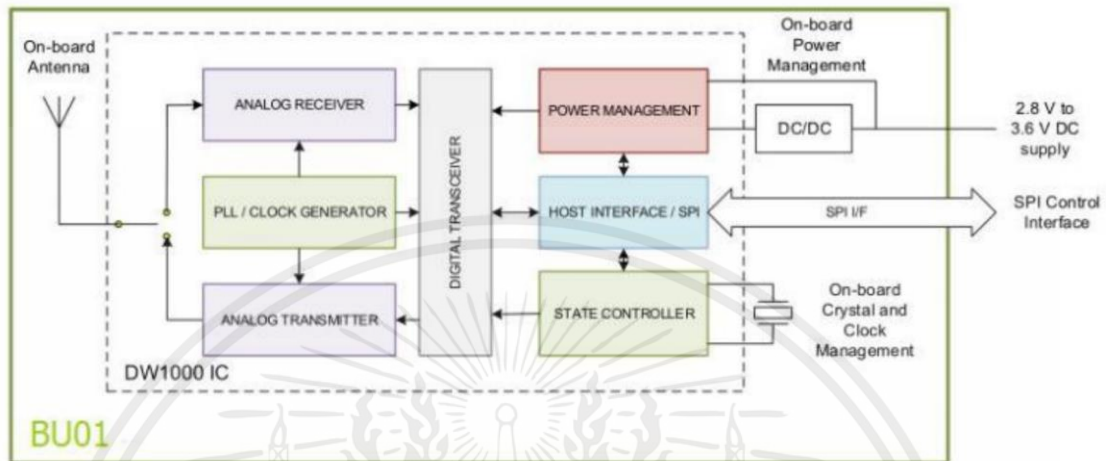 On-board
Antenna
ANALOG RECEIVER
PLL / CLOCK GENERATOR
ANALOG TRANSMITTER
DIGITAL TRANSCEIVER
POWER MANAGEMENT
HOST INTERFACE / SPI
STATE CONTROLLER
On-board
Power
Management
DC/DC
2.8 V to
3.6 V DC
supply
SPI I/F
SPI Control
Interface
On-board
Crystal and
Clock
Management
DW1000 IC
BU01